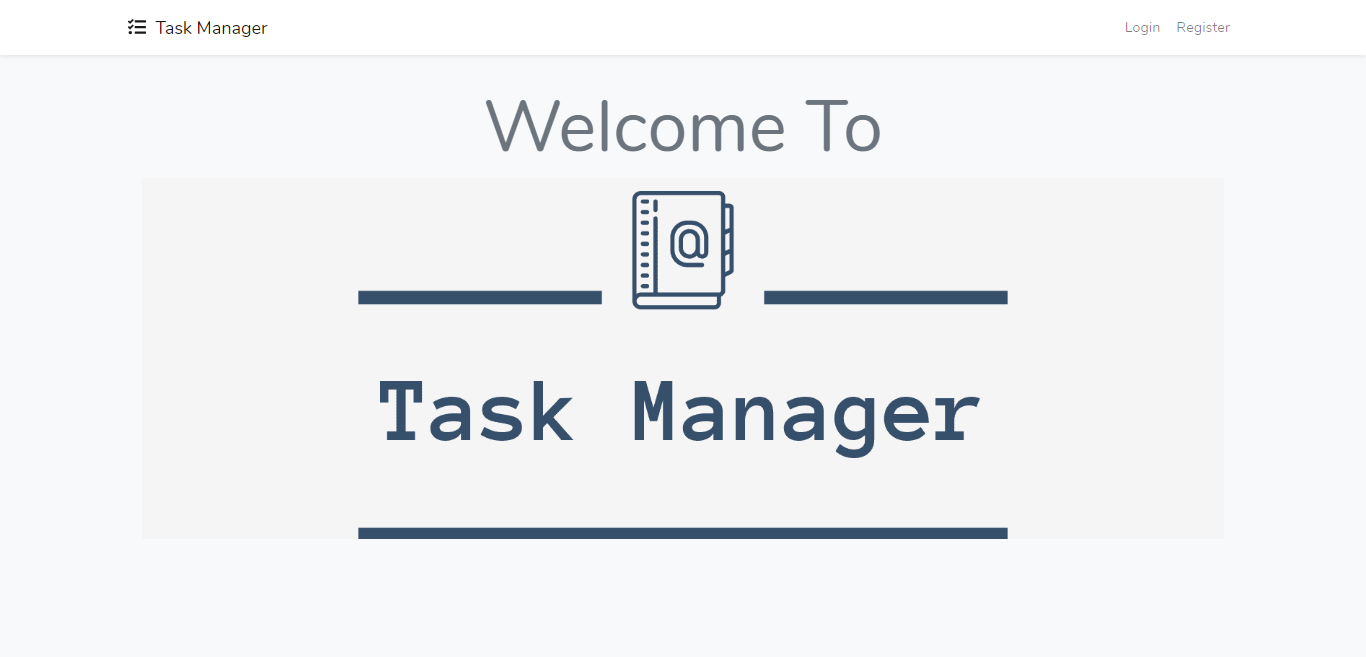 Task Manager
Login Register
Welcome To
@
Task Manager